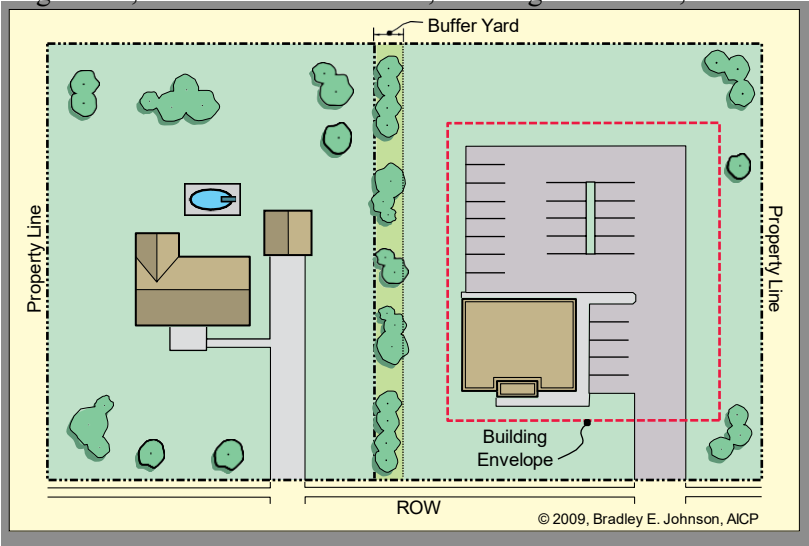 Buffer Yard
Property Line
Property Line
Building
Envelope
ROW
© 2009, Bradley E. Johnson, AICP